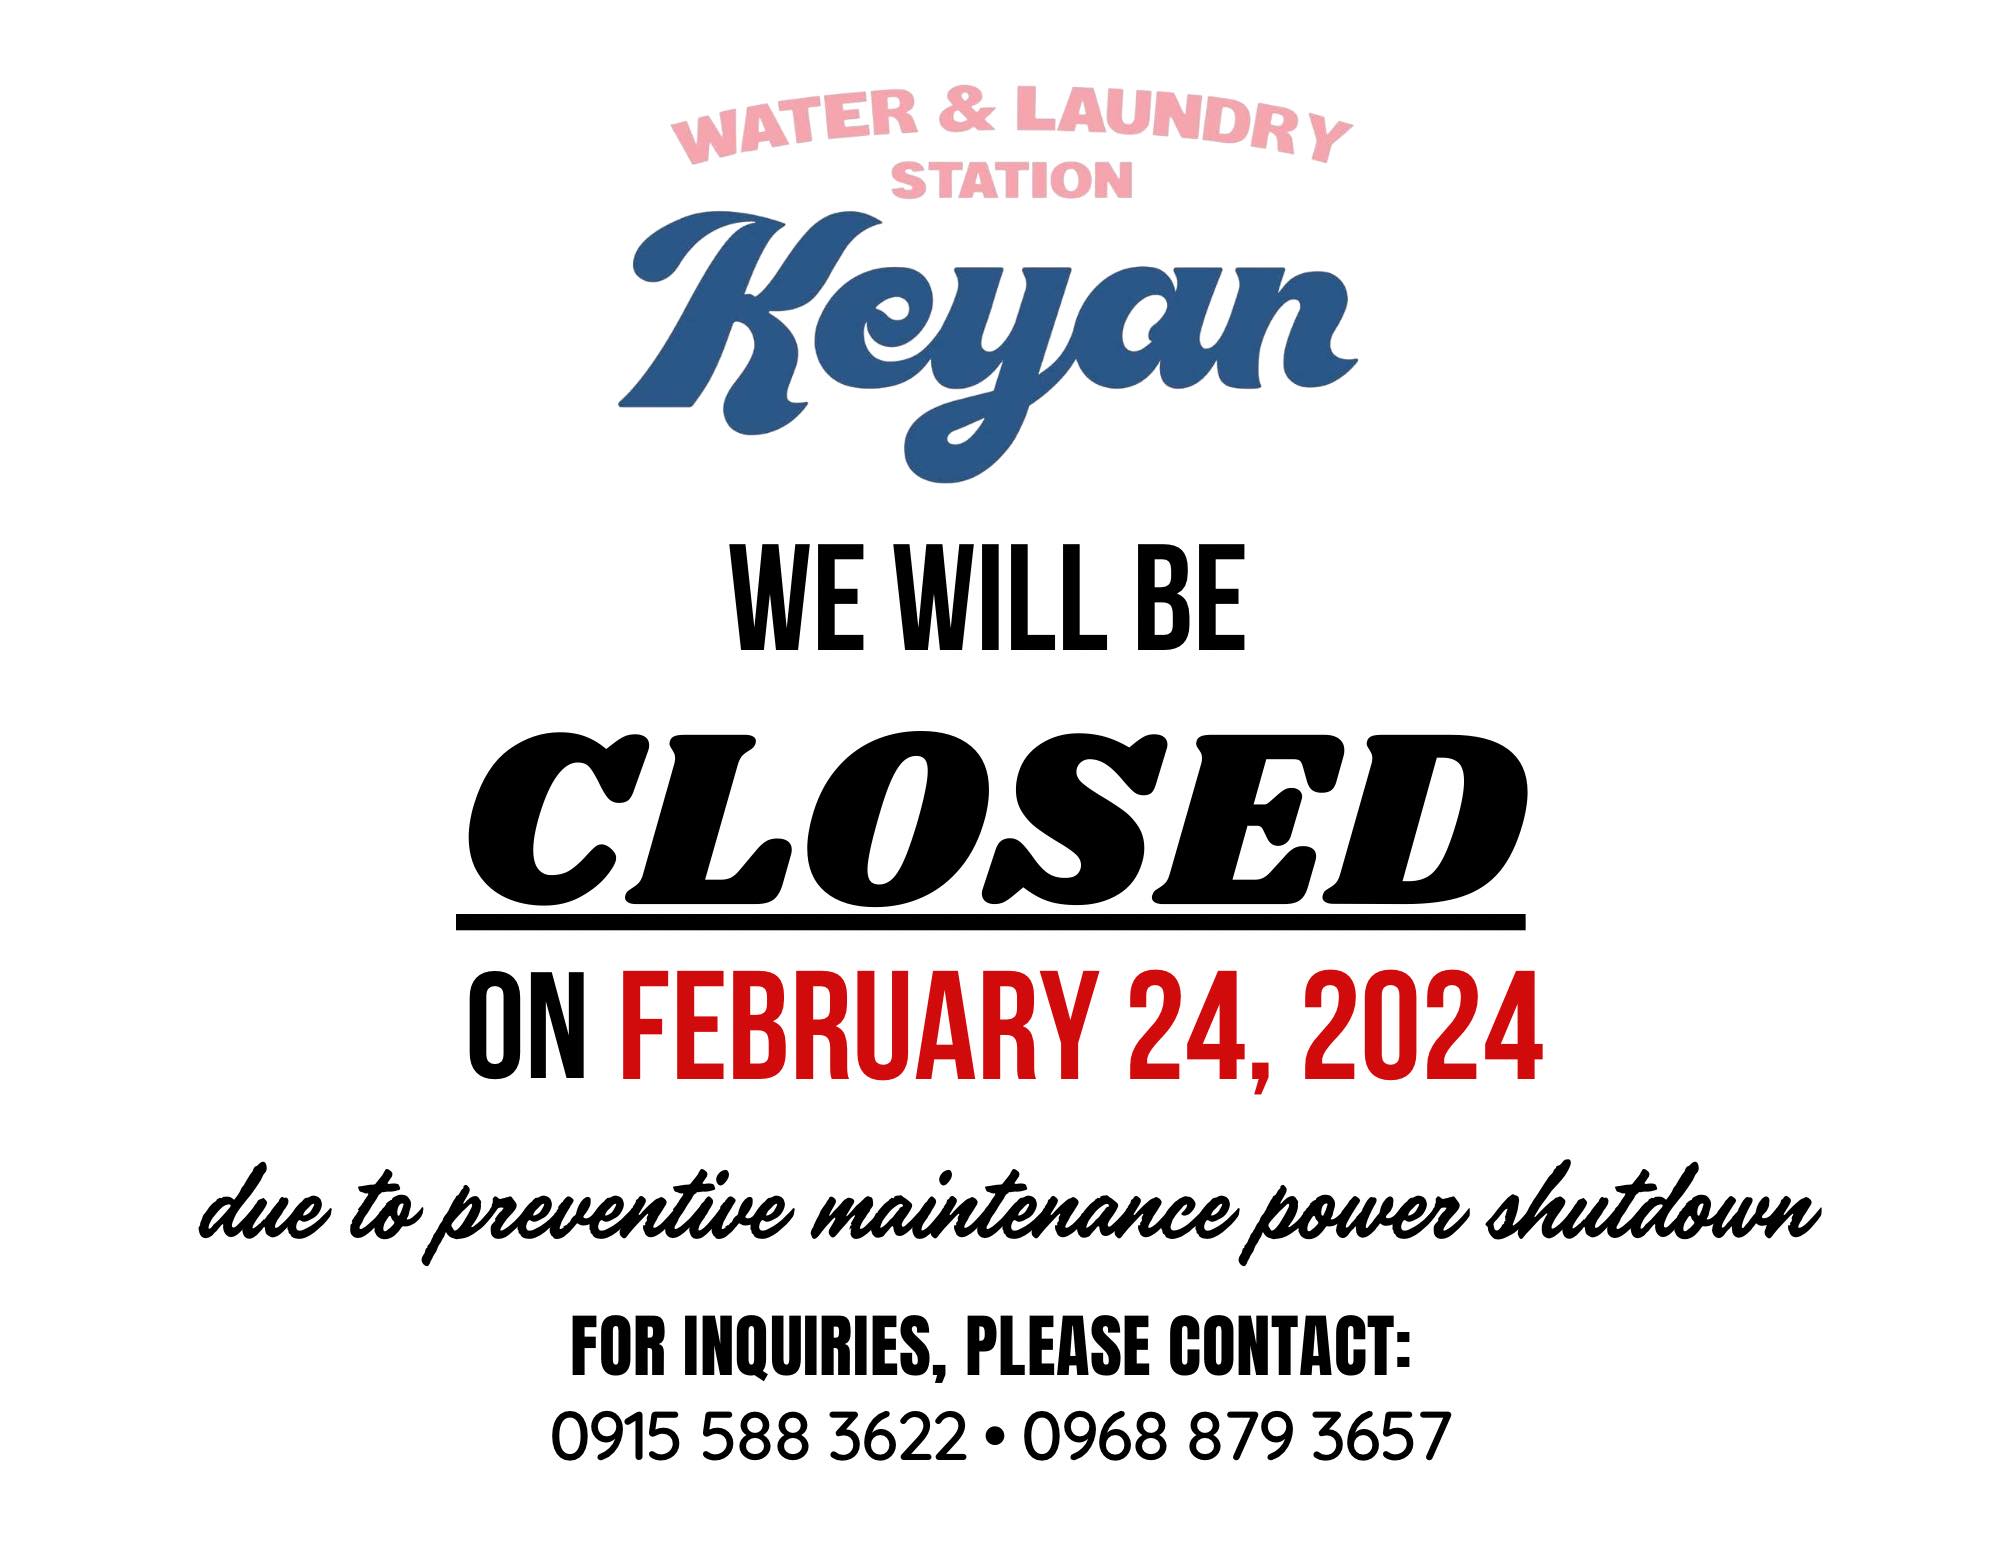 WATER & LAUNDRY
STATION
Keyan
WE WILL BE
CLOSED
ON FEBRUARY 24, 2024
due to preventive maintenance power shutdown
FOR INQUIRIES, PLEASE CONTACT:
0915 588 3622 • 0968 879 3657